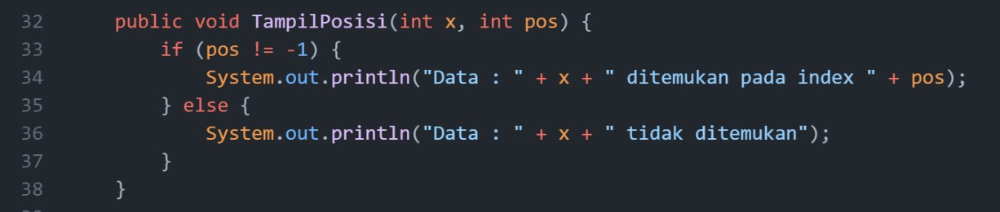 32 public void TampilPosisi(int x, int pos) {
33 if (pos != -1) {
34 System.out.println("Data : " + x + " ditemukan pada index " + pos);
35 } else {
36 System.out.println("Data : " + x + " tidak ditemukan");
37 }
38 }